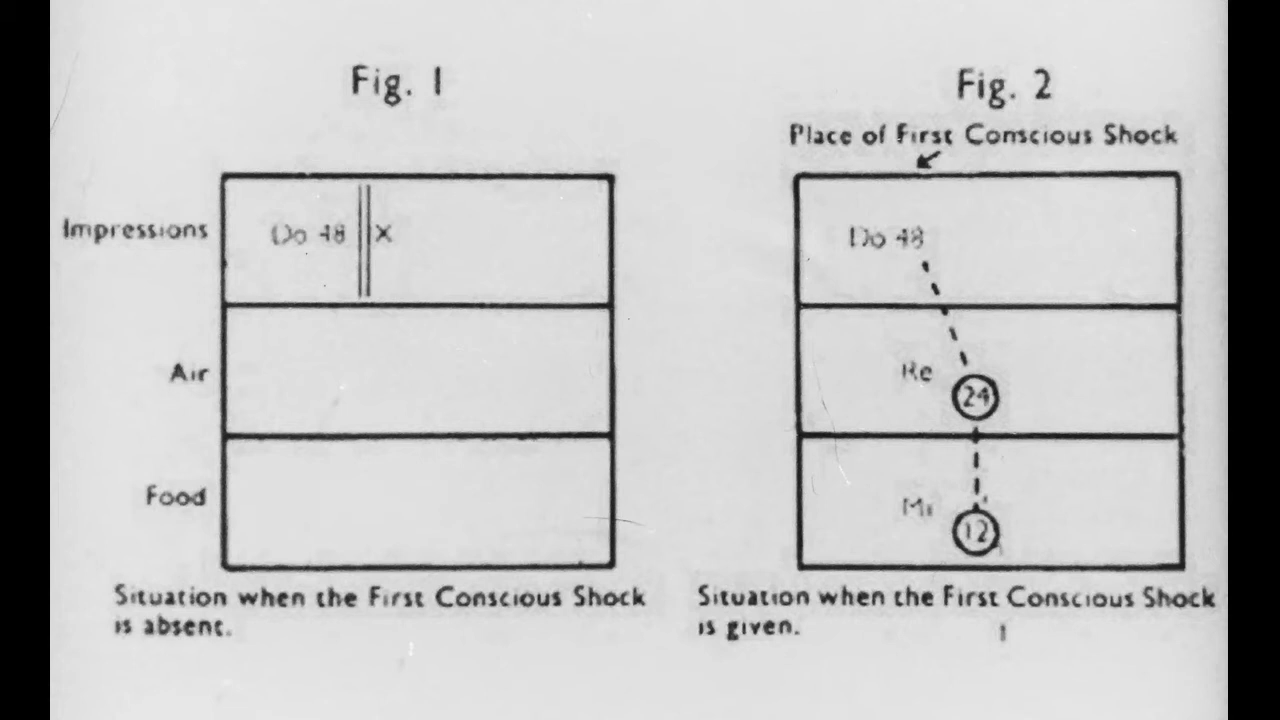 Fig. 1
Impressions
Do 48 X
Air
Food
Situation when the First Conscious Shock
is absent.
Fig. 2
Place of First Conscious Shock
Do 48
Re
24
Mi
12
Situation when the First Conscious Shock
is given.